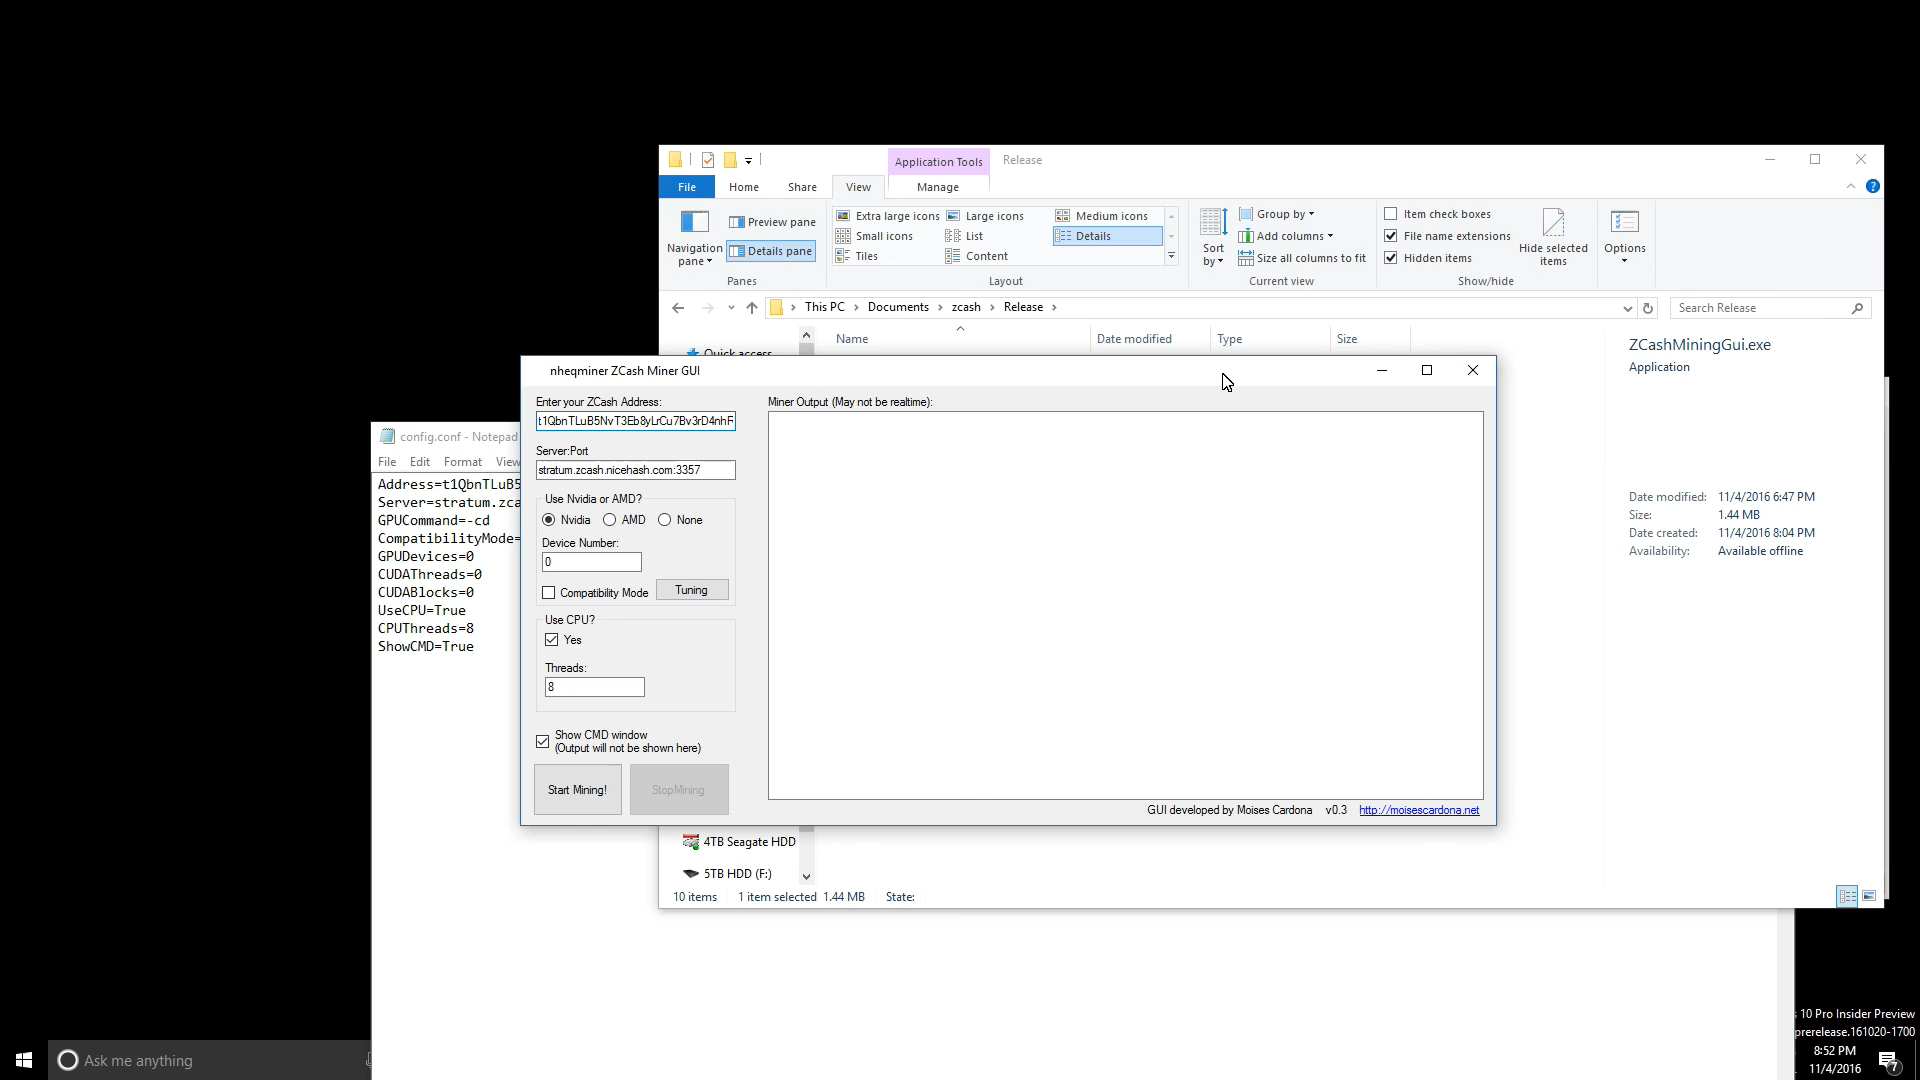 Application Tools
Release
File
Home
Share
View
Manage
Navigation pane
Preview pane
Details pane
Panes
Extra large icons
Large icons
Medium icons
Small icons
List
Details
Tiles
Content
Layout
Sort by
Group by
Add columns
Size all columns to fit
Current view
Item check boxes
File name extensions
Hidden items
Hide selected items
Show/hide
Options
This PC
Documents
zcash
Release
Search Release
Quick access
Name
Date modified
Type
Size
ZCashMiningGui.exe
Application
Date modified: 11/4/2016 6:47 PM
Size: 1.44 MB
Date created: 11/4/2016 8:04 PM
Availability: Available offline
nheqminer ZCash Miner GUI
Enter your ZCash Address:
t1QbnTLuB5NvT3Eb8yLrCu7Bv3rD4nhF
Server:Port
stratum.zcash.nicehash.com:3357
Use Nvidia or AMD?
Nvidia
AMD
None
Device Number:
0
Compatibility Mode
Tuning
Use CPU?
Yes
Threads:
8
Show CMD window
(Output will not be shown here)
Start Mining!
Stop Mining
Miner Output (May not be realtime):
GUI developed by Moises Cardona v0.3 http://moisescardona.net
config.conf - Notepad
File Edit Format View
Address=t1QbnTLuB5
Server=stratum.zca
GPUCommand=-cd
CompatibilityMode=
GPUDevices=0
CUDAThreads=0
CUDABlocks=0
UseCPU=True
CPUThreads=8
ShowCMD=True
4TB Seagate HDD
5TB HDD (F:)
10 items
1 item selected 1.44 MB
State:
10 Pro Insider Preview
prerelease.161020-1700
Ask me anything
8:52 PM
11/4/2016
7